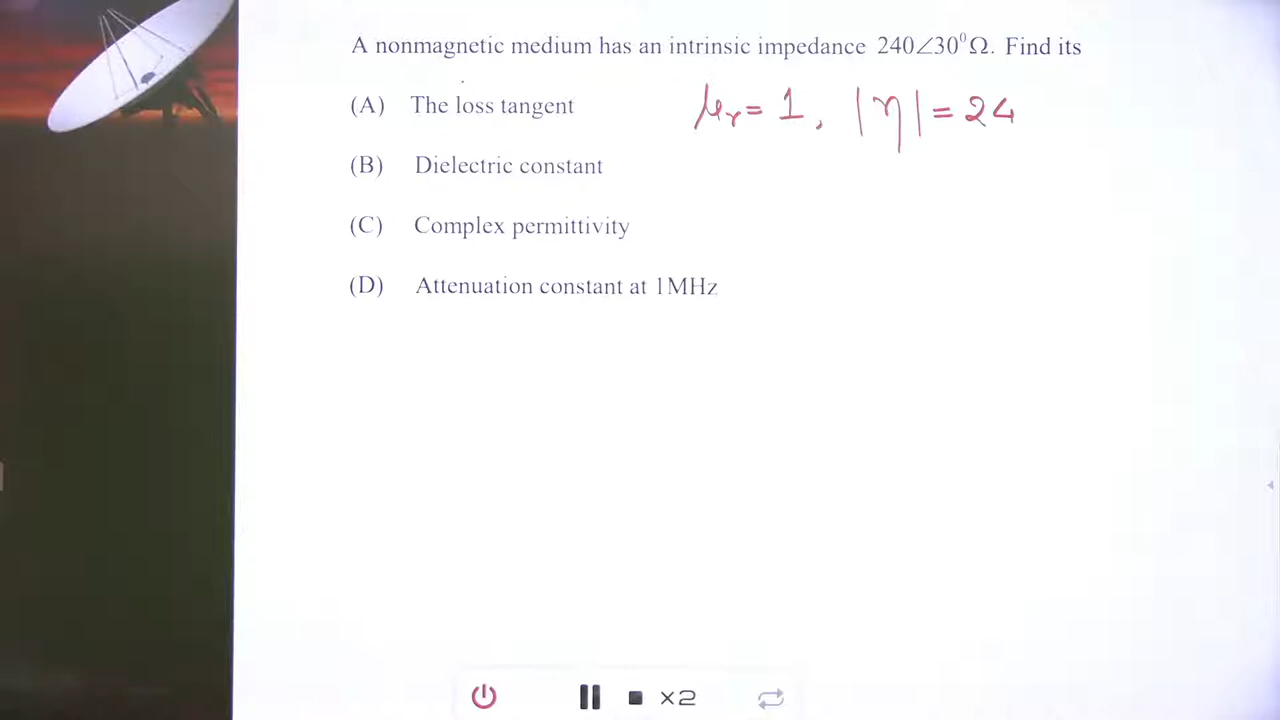 A nonmagnetic medium has an intrinsic impedance 240∠30⁰Ω. Find its
(A) The loss tangent
μᵣ = 1, |η| = 24
(B) Dielectric constant
(C) Complex permittivity
(D) Attenuation constant at 1MHz
×2